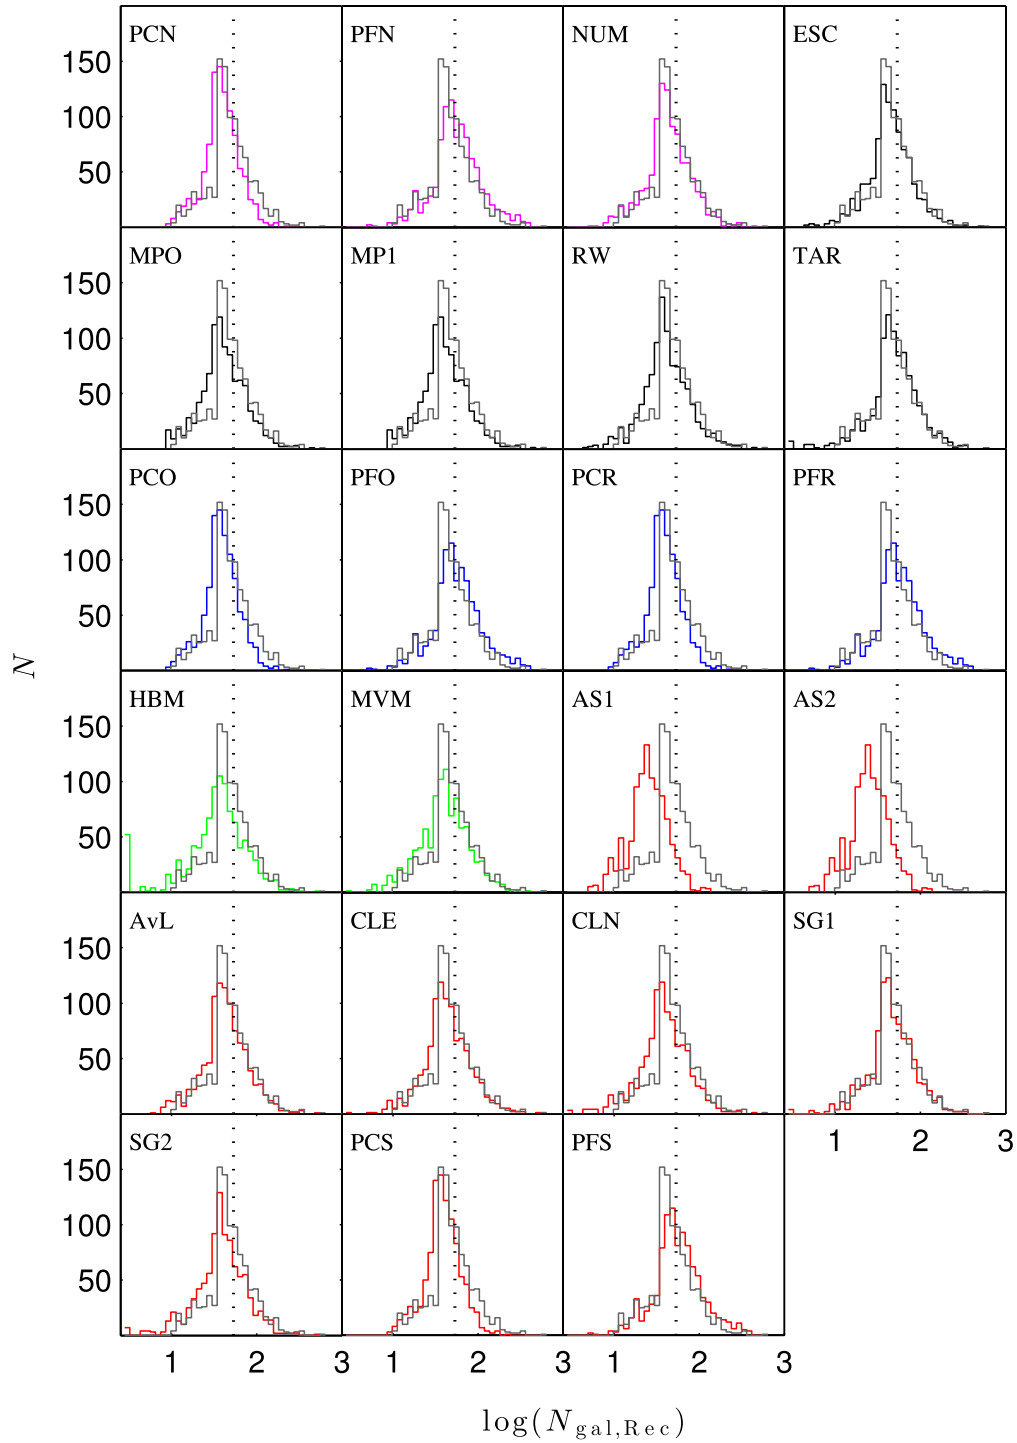 PCN PFN NUM ESC
150
100
50
MPO MP1 RW TAR
150
100
50
PCO PFO PCR PFR
150
100
50
N
HBM MVM AS1 AS2
150
100
50
AvL CLE CLN SG1
150
100
50
1 2 3
SG2 PCS PFS
150
100
50
1 2 3 1 2 3 1 2 3
log(N_gal,Rec)